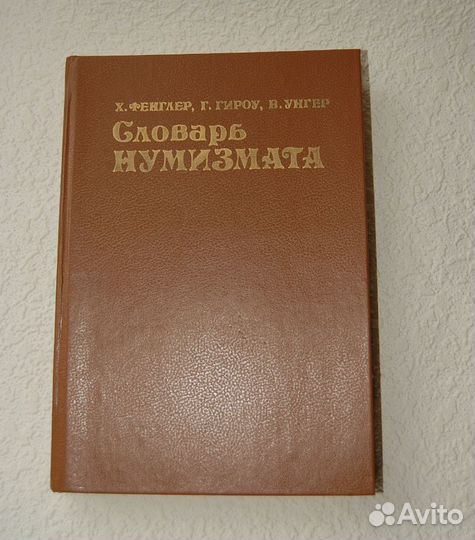 Х. ФЕНГЛЕР, Г. ГИРОУ, В. УНГЕР
Словарь
НУМИЗМАТА
Avito